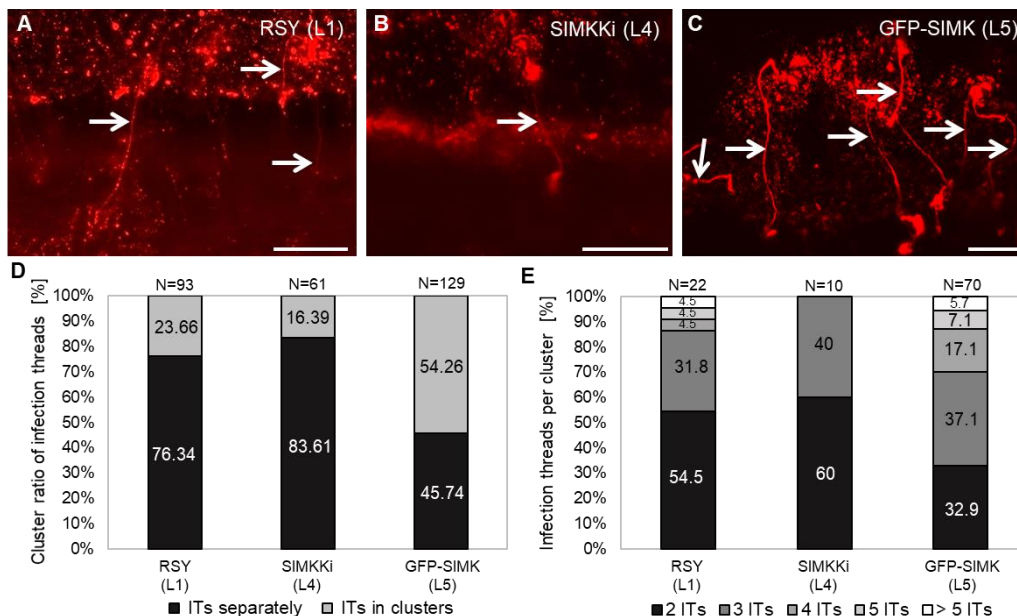 A
RSY (L1)
B
SIMKKi (L4)
C
GFP-SIMK (L5)
D
N=93
N=61
N=129
Cluster ratio of infection threads [%]
100%
90%
80%
70%
60%
50%
40%
30%
20%
10%
0%
23.66
16.39
54.26
76.34
83.61
45.74
RSY
(L1)
SIMKKi
(L4)
GFP-SIMK
(L5)
ITs separately
ITs in clusters
E
N=22
N=10
N=70
Infection threads per cluster [%]
100%
90%
80%
70%
60%
50%
40%
30%
20%
10%
0%
4.5
4.5
4.5
31.8
54.5
40
60
5.7
7.1
17.1
37.1
32.9
RSY
(L1)
SIMKKi
(L4)
GFP-SIMK
(L5)
2 ITs
3 ITs
4 ITs
5 ITs
> 5 ITs